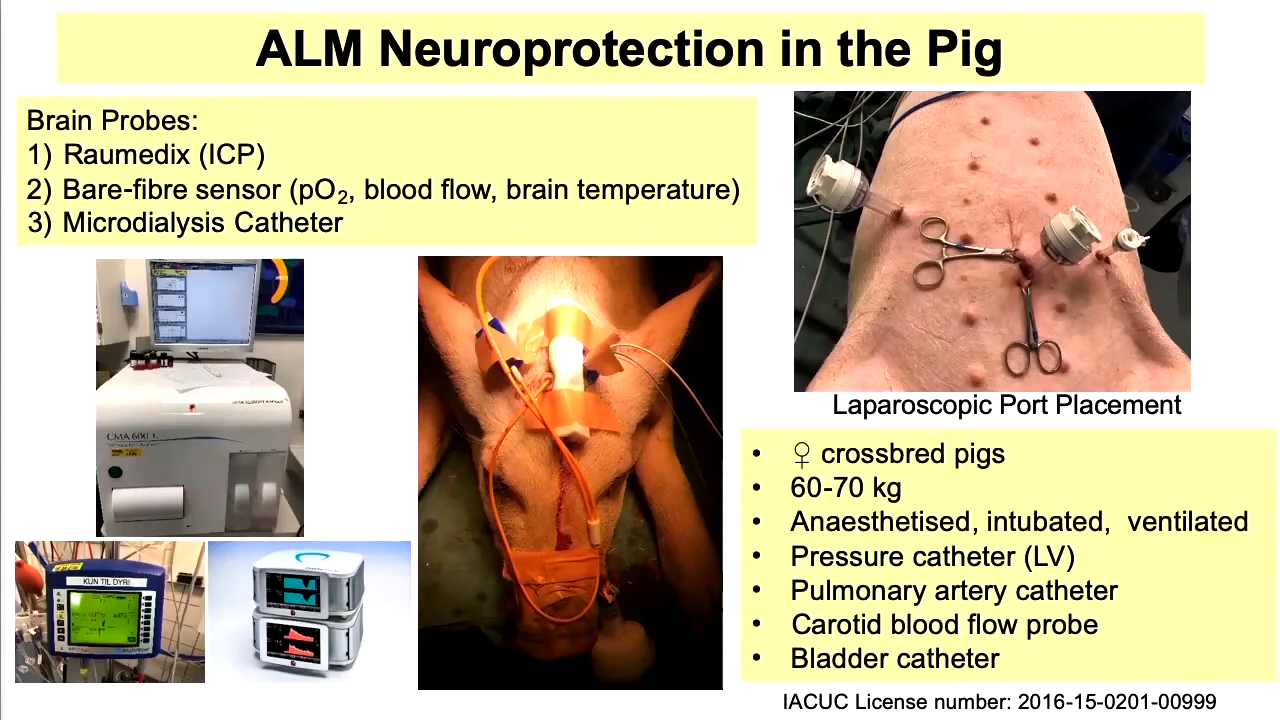 ALM Neuroprotection in the Pig
Brain Probes:
1) Raumedix (ICP)
2) Bare-fibre sensor (pO₂, blood flow, brain temperature)
3) Microdialysis Catheter
CMA 600
KUN TIL DYR!
Laparoscopic Port Placement
• ♀ crossbred pigs
• 60-70 kg
• Anaesthetised, intubated, ventilated
• Pressure catheter (LV)
• Pulmonary artery catheter
• Carotid blood flow probe
• Bladder catheter
IACUC License number: 2016-15-0201-00999